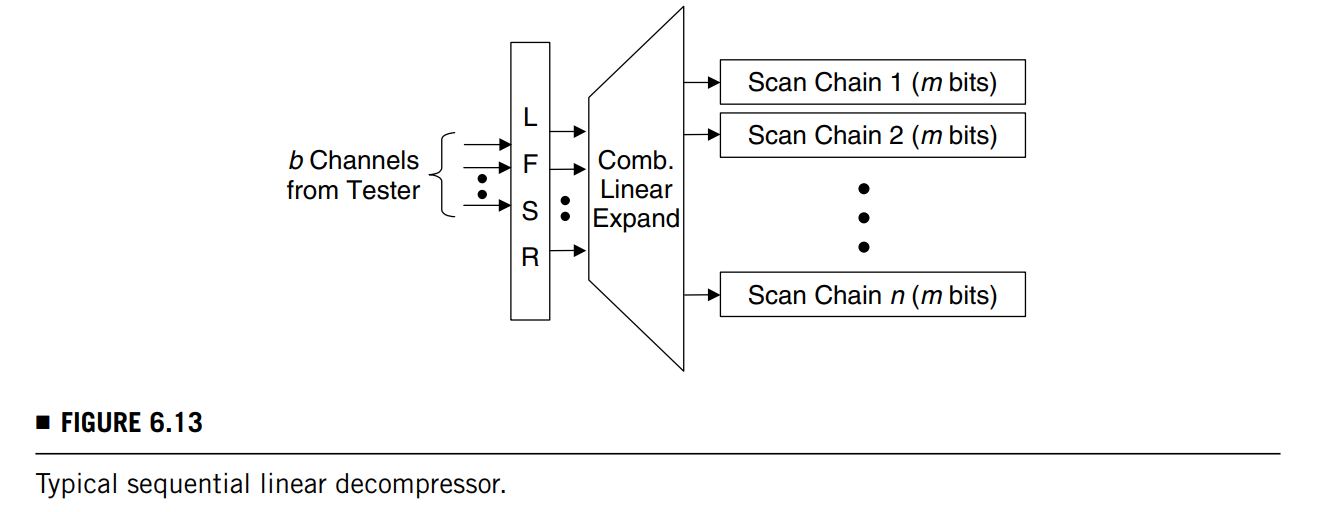 b Channels
from Tester
L
F
S
R
Comb.
Linear
Expand
Scan Chain 1 (m bits)
Scan Chain 2 (m bits)
Scan Chain n (m bits)
■ FIGURE 6.13
Typical sequential linear decompressor.